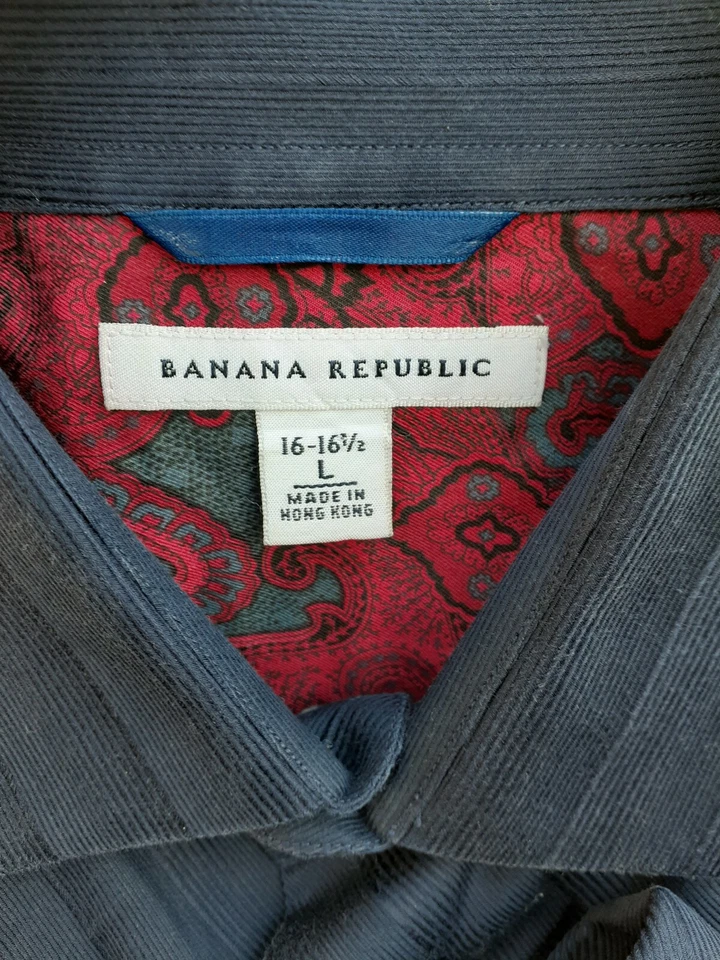 BANANA REPUBLIC
16-16½
L
MADE IN
HONG KONG